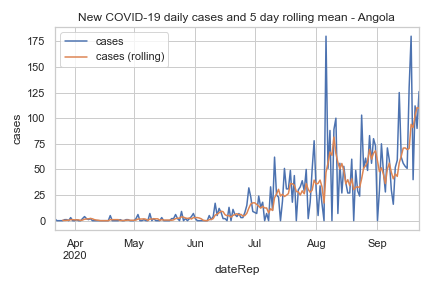 New COVID-19 daily cases and 5 day rolling mean - Angola
cases
cases (rolling)
175
150
125
100
75
50
25
0
cases
Apr
2020
May
Jun
Jul
Aug
Sep
dateRep